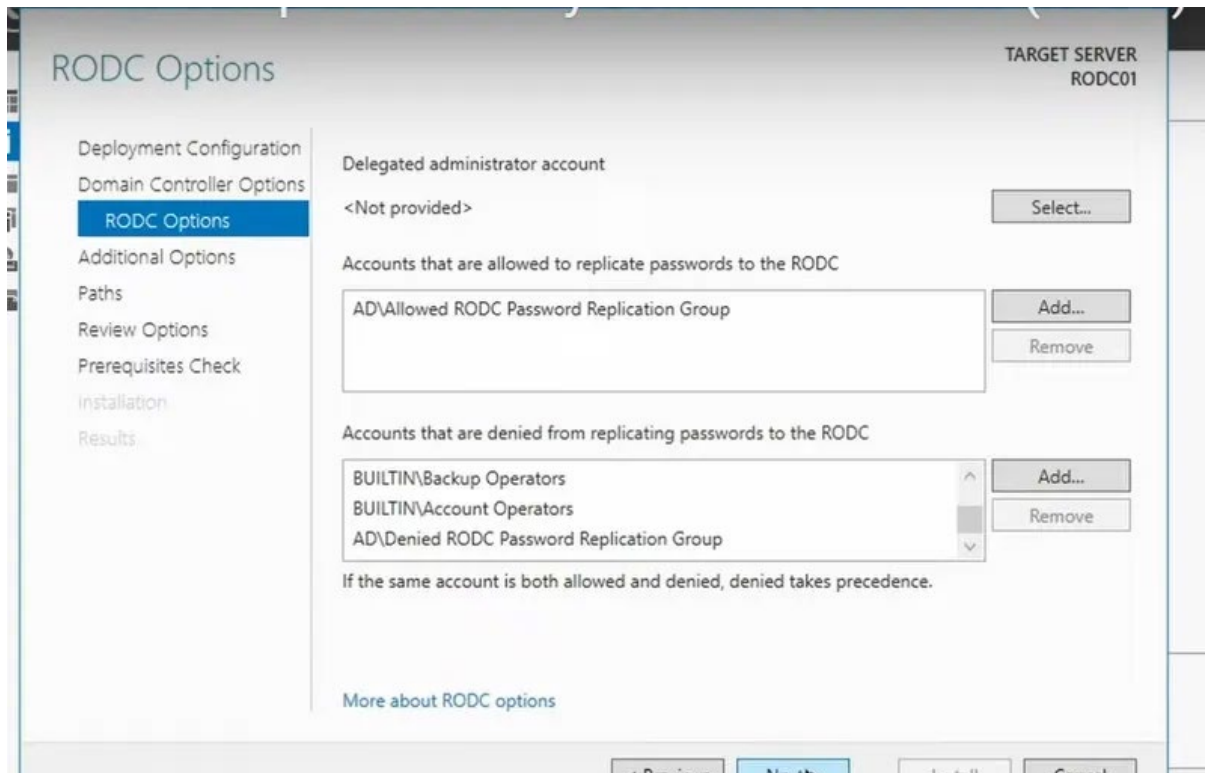 RODC Options
TARGET SERVER
RODC01
Deployment Configuration
Domain Controller Options
RODC Options
Additional Options
Paths
Review Options
Prerequisites Check
Installation
Results
Delegated administrator account
<Not provided>
Select...
Accounts that are allowed to replicate passwords to the RODC
AD\Allowed RODC Password Replication Group
Add...
Remove
Accounts that are denied from replicating passwords to the RODC
BUILTIN\Backup Operators
BUILTIN\Account Operators
AD\Denied RODC Password Replication Group
Add...
Remove
If the same account is both allowed and denied, denied takes precedence.
More about RODC options
< Previous
Next >
Install
Cancel